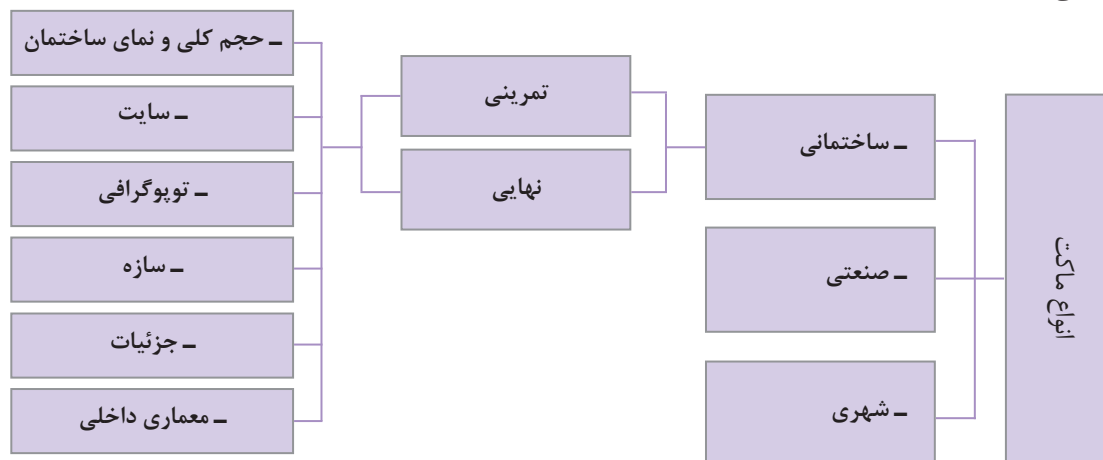 انواع ماکت
ـ ساختمانی
ـ صنعتی
ـ شهری
تمرینی
نهایی
ـ حجم کلی و نمای ساختمان
ـ سایت
ـ توپوگرافی
ـ سازه
ـ جزئیات
ـ معماری داخلی